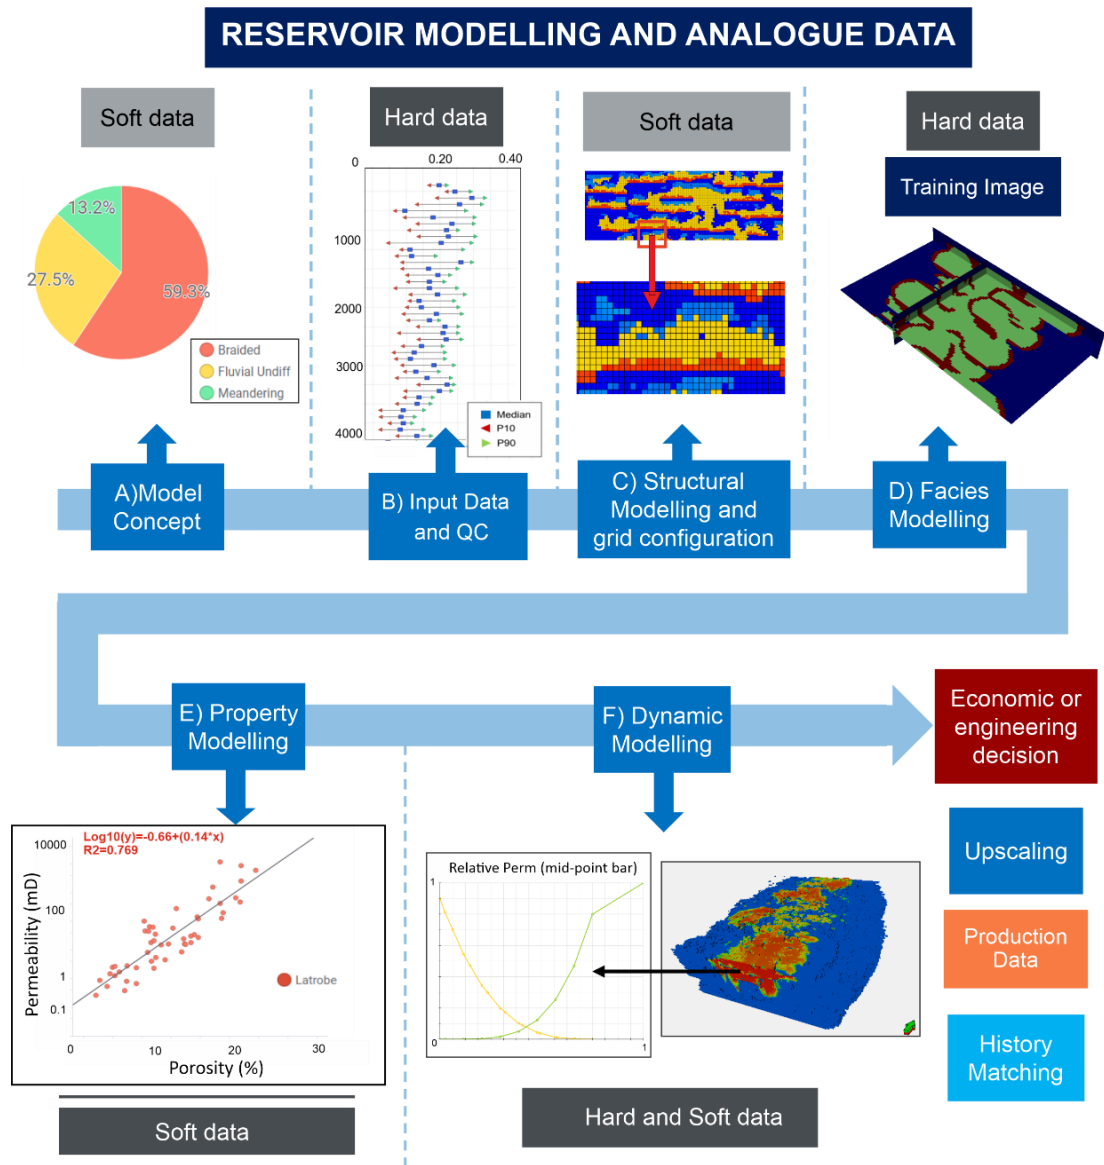 RESERVOIR MODELLING AND ANALOGUE DATA
Soft data
Hard data
Soft data
Hard data
Training Image
13.2%
27.5%
59.3%
Braided
Fluvial Undiff
Meandering
0
0.20
0.40
1000
2000
3000
4000
Median
P10
P90
A)Model
Concept
B) Input Data
and QC
C) Structural
Modelling and
grid configuration
D) Facies
Modelling
E) Property
Modelling
F) Dynamic
Modelling
Economic or
engineering
decision
Log10(y)=-0.66+(0.14*x)
R2=0.769
10000
100
1
0.1
Permeability (mD)
Latrobe
0
10
20
30
Porosity (%)
Soft data
Relative Perm (mid-point bar)
1
0
1
Hard and Soft data
Upscaling
Production
Data
History
Matching